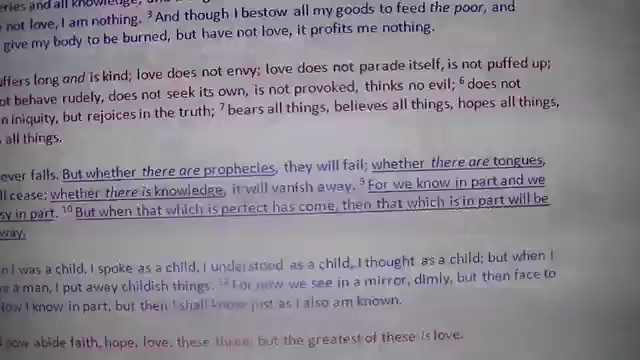 eries and all knowledge,
not love, I am nothing. 3 And though I bestow all my goods to feed the poor, and
give my body to be burned, but have not love, it profits me nothing.
uffers long and is kind; love does not envy; love does not parade itself, is not puffed up;
ot behave rudely, does not seek its own, is not provoked, thinks no evil; 6 does not
n iniquity, but rejoices in the truth; 7 bears all things, believes all things, hopes all things,
all things.
ever fails. But whether there are prophecies, they will fail; whether there are tongues,
ll cease; whether there is knowledge, it will vanish away. 9 For we know in part and we
sy in part. 10 But when that which is perfect has come, then that which is in part will be
way.
n I was a child, I spoke as a child, I understood as a child, I thought as a child; but when I
e a man, I put away childish things. 12 For now we see in a mirror, dimly, but then face to
Now I know in part, but then I shall know just as I also am known.
now abide faith, hope, love, these three; but the greatest of these is love.